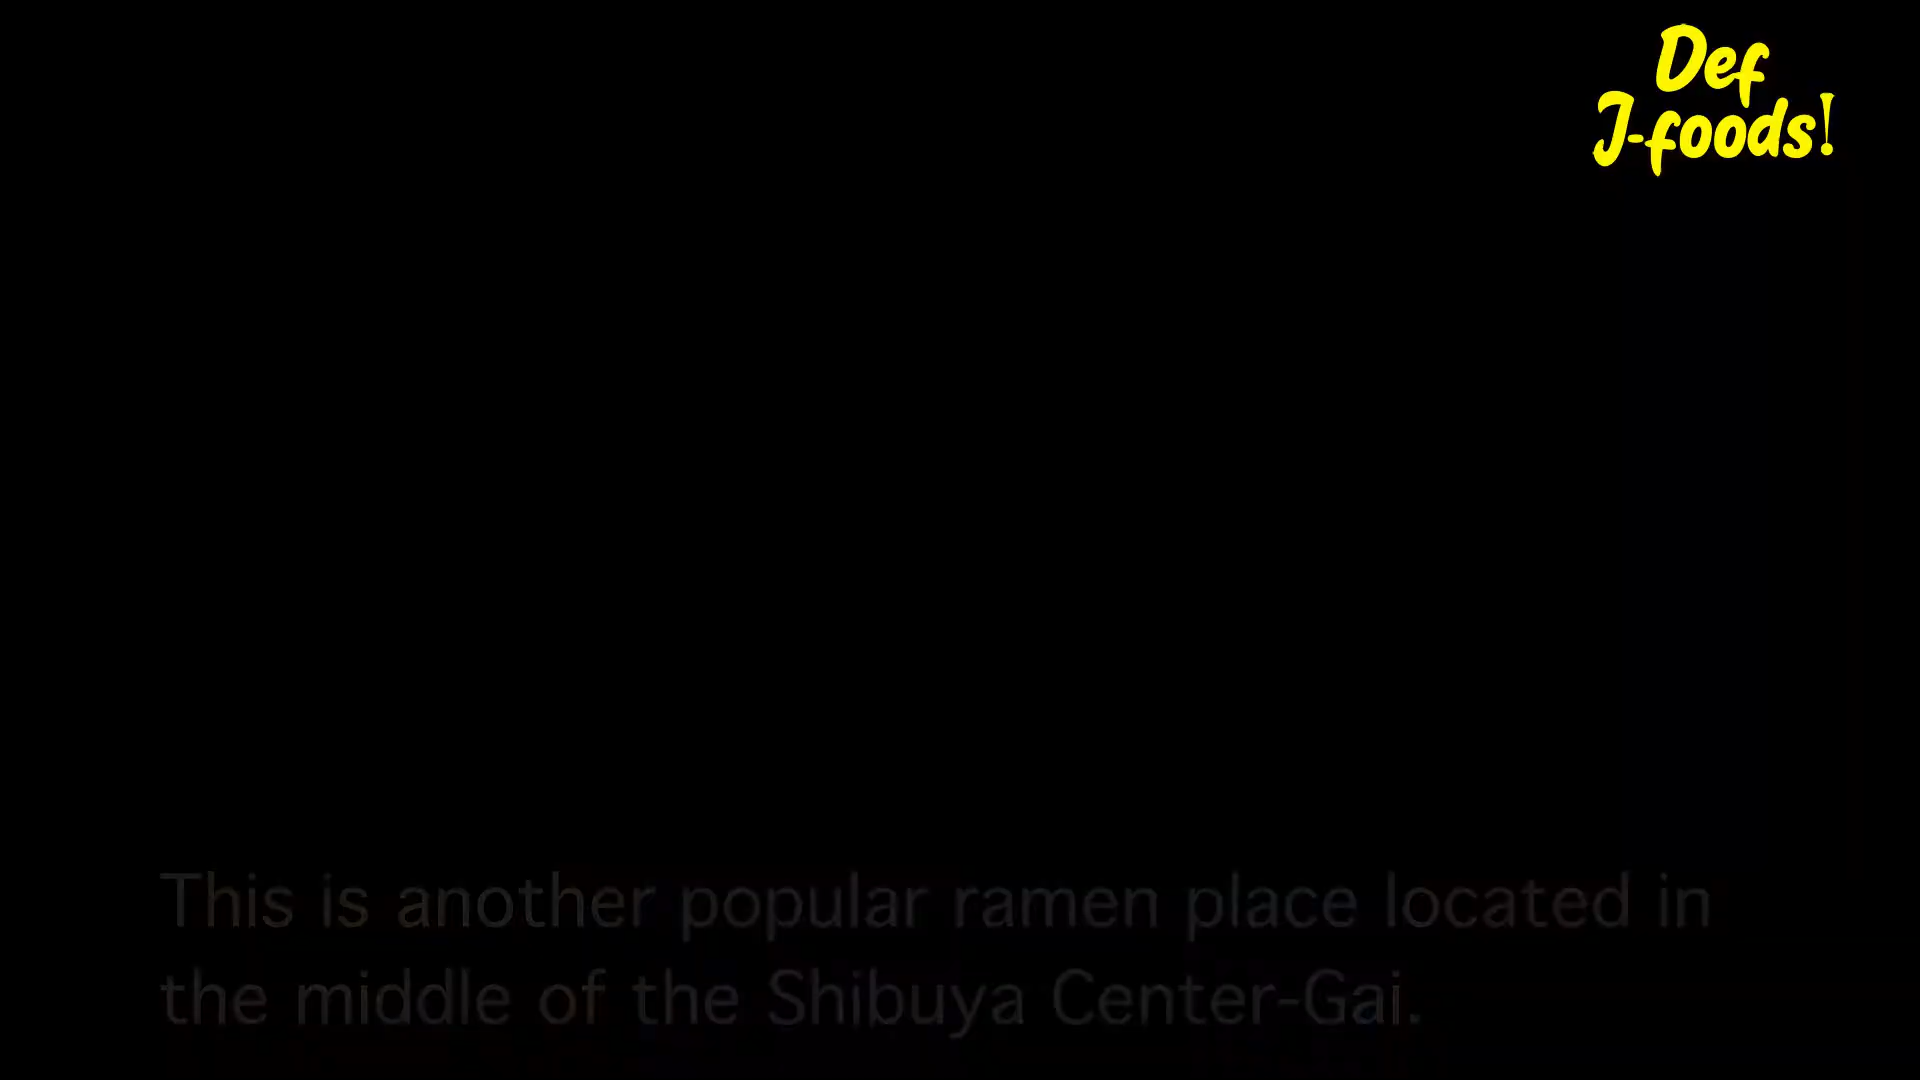 Def
J-foods!
This is another popular ramen place located in
the middle of the Shibuya Center-Gai.